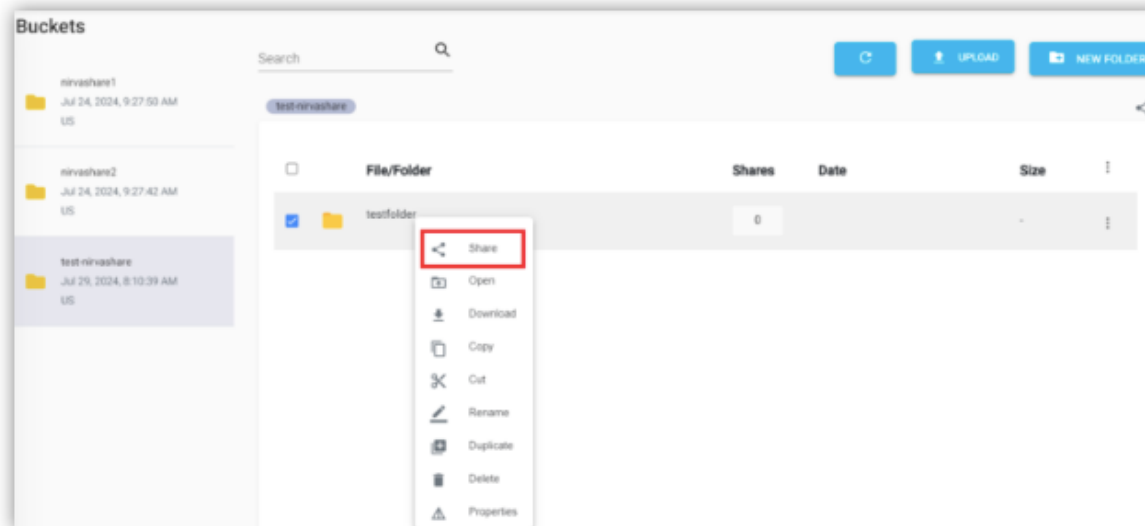 Buckets
nirvashare1
Jul 24, 2024, 9:27:50 AM
US
nirvashare2
Jul 24, 2024, 9:27:42 AM
US
test-nirvashare
Jul 29, 2024, 8:10:39 AM
US
Search
UPLOAD
NEW FOLDER
test-nirvashare
File/Folder Shares Date Size
testfolder 0 -
Share
Open
Download
Copy
Cut
Rename
Duplicate
Delete
Properties